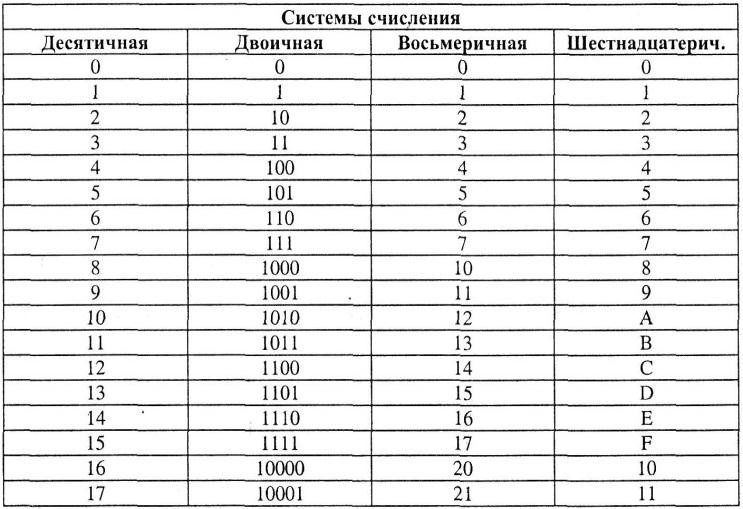 Системы счисления
Десятичная Двоичная Восьмеричная Шестнадцатерич.
0 0 0 0
1 1 1 1
2 10 2 2
3 11 3 3
4 100 4 4
5 101 5 5
6 110 6 6
7 111 7 7
8 1000 10 8
9 1001 11 9
10 1010 12 A
11 1011 13 B
12 1100 14 C
13 1101 15 D
14 1110 16 E
15 1111 17 F
16 10000 20 10
17 10001 21 11